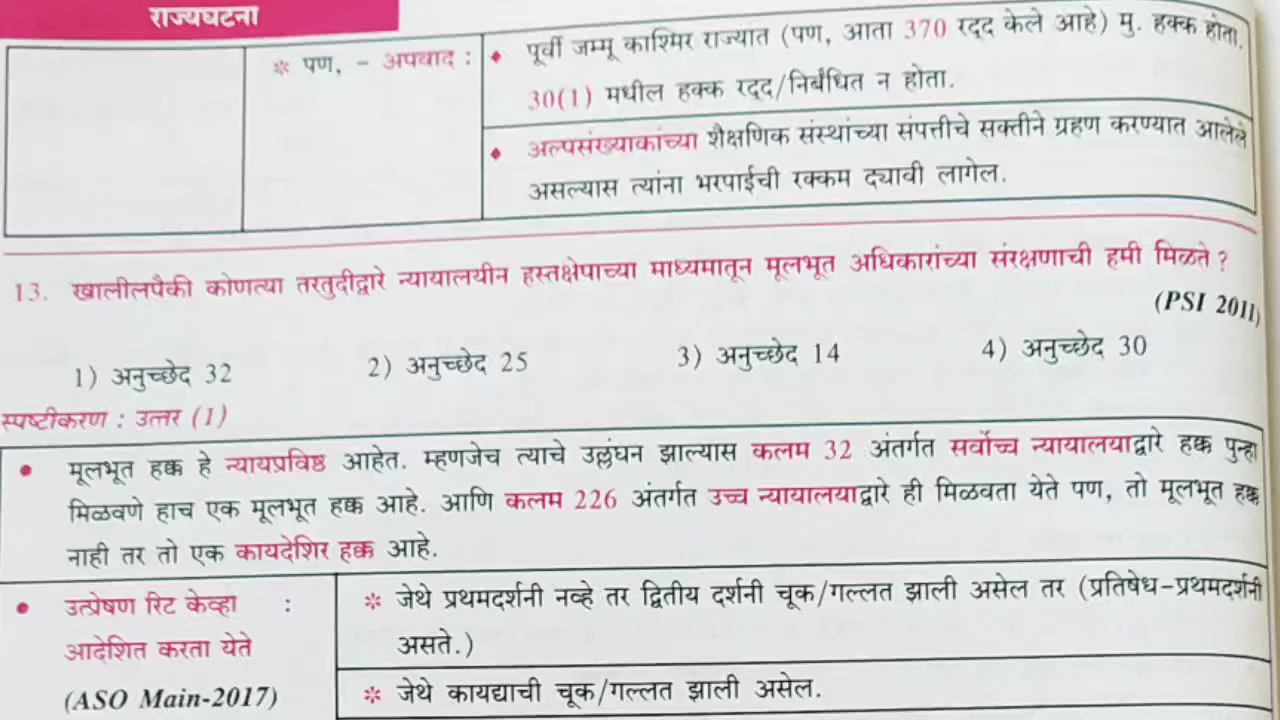 राज्यघटना
* पण, - अपवाद :
• पूर्वी जम्मू काश्मिर राज्यात (पण, आता 370 रद्द केले आहे) मु. हक्क होता.
30(1) मधील हक्क रद्द/निर्बंधित न होता.
• अल्पसंख्याकांच्या शैक्षणिक संस्थांच्या संपत्तीचे सक्तीने ग्रहण करण्यात आलेले
असल्यास त्यांना भरपाईची रक्कम द्यावी लागेल.
13. खालीलपैकी कोणत्या तरतुदीद्वारे न्यायालयीन हस्तक्षेपाच्या माध्यमातून मूलभूत अधिकारांच्या संरक्षणाची हमी मिळते ?
(PSI 2011)
1) अनुच्छेद 32 2) अनुच्छेद 25 3) अनुच्छेद 14 4) अनुच्छेद 30
स्पष्टीकरण : उत्तर (1)
• मूलभूत हक्क हे न्यायप्रविष्ठ आहेत. म्हणजेच त्याचे उल्लंघन झाल्यास कलम 32 अंतर्गत सर्वोच्च न्यायालयाद्वारे हक्क पुन्हा
मिळवणे हाच एक मूलभूत हक्क आहे. आणि कलम 226 अंतर्गत उच्च न्यायालयाद्वारे ही मिळवता येते पण, तो मूलभूत हक्क
नाही तर तो एक कायदेशिर हक्क आहे.
• उत्प्रेषण रिट केव्हा :
आदेशित करता येते
(ASO Main-2017)
* जेथे प्रथमदर्शनी नव्हे तर द्वितीय दर्शनी चूक/गल्लत झाली असेल तर (प्रतिषेध-प्रथमदर्शनी
असते.)
* जेथे कायद्याची चूक/गल्लत झाली असेल.